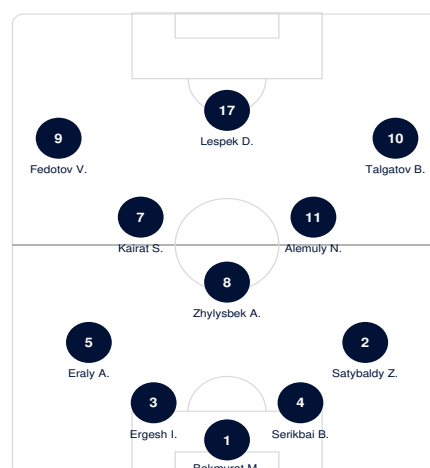 17
Lespek D.
9
Fedotov V.
10
Talgatov B.
7
Kairat S.
11
Alemuly N.
8
Zhylysbek A.
5
Eraly A.
2
Satybaldy Z.
3
Ergesh I.
4
Serikbai B.
1
Bekmurat M.